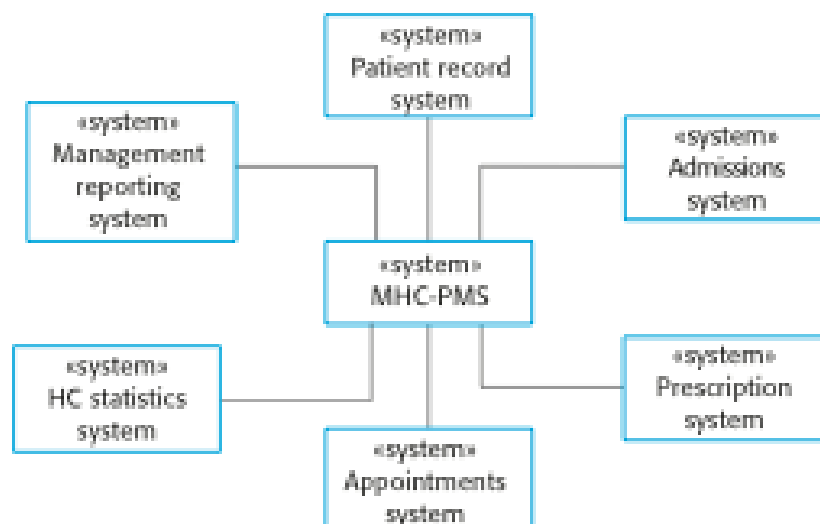 «system»
Patient record
system
«system»
Management
reporting
system
«system»
Admissions
system
«system»
MHC-PMS
«system»
HC statistics
system
«system»
Prescription
system
«system»
Appointments
system